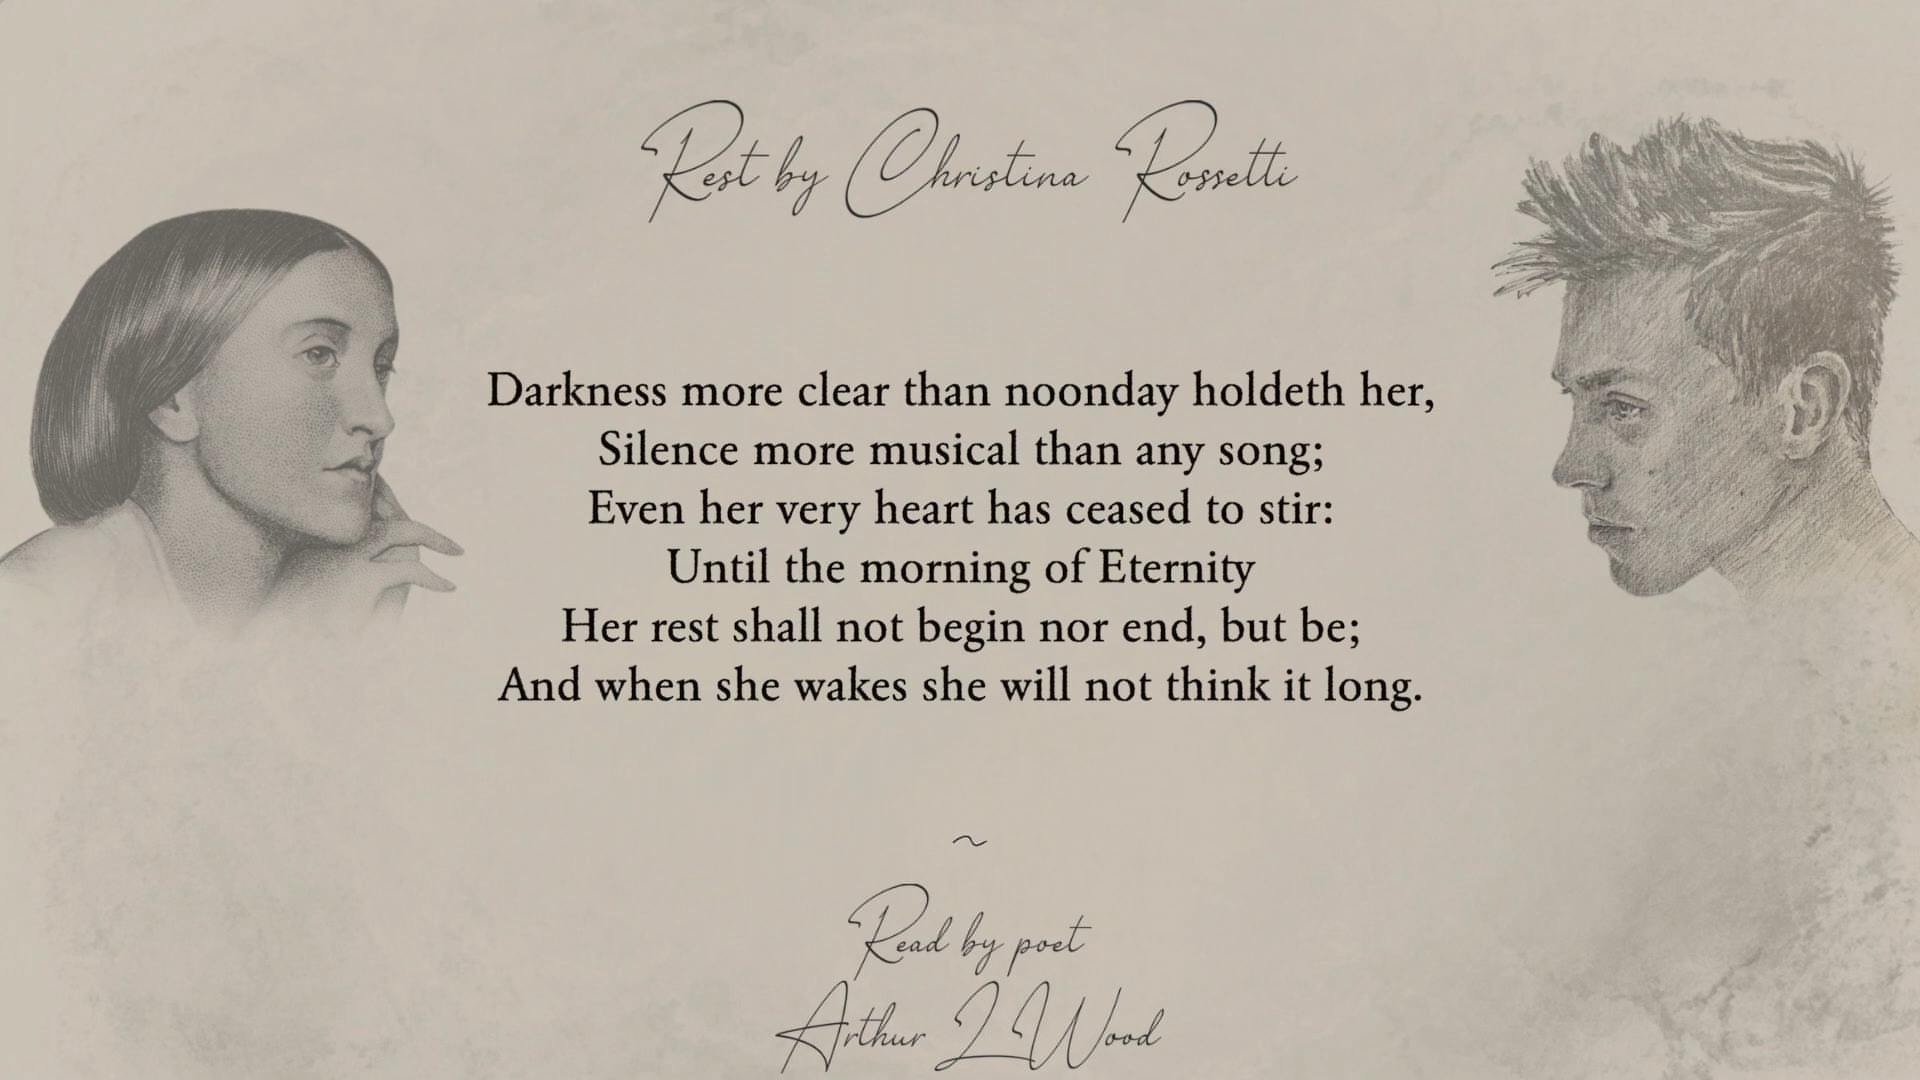 Rest by Christina Rossetti
Darkness more clear than noonday holdeth her,
Silence more musical than any song;
Even her very heart has ceased to stir:
Until the morning of Eternity
Her rest shall not begin nor end, but be;
And when she wakes she will not think it long.
~
Read by poet
Arthur L Wood